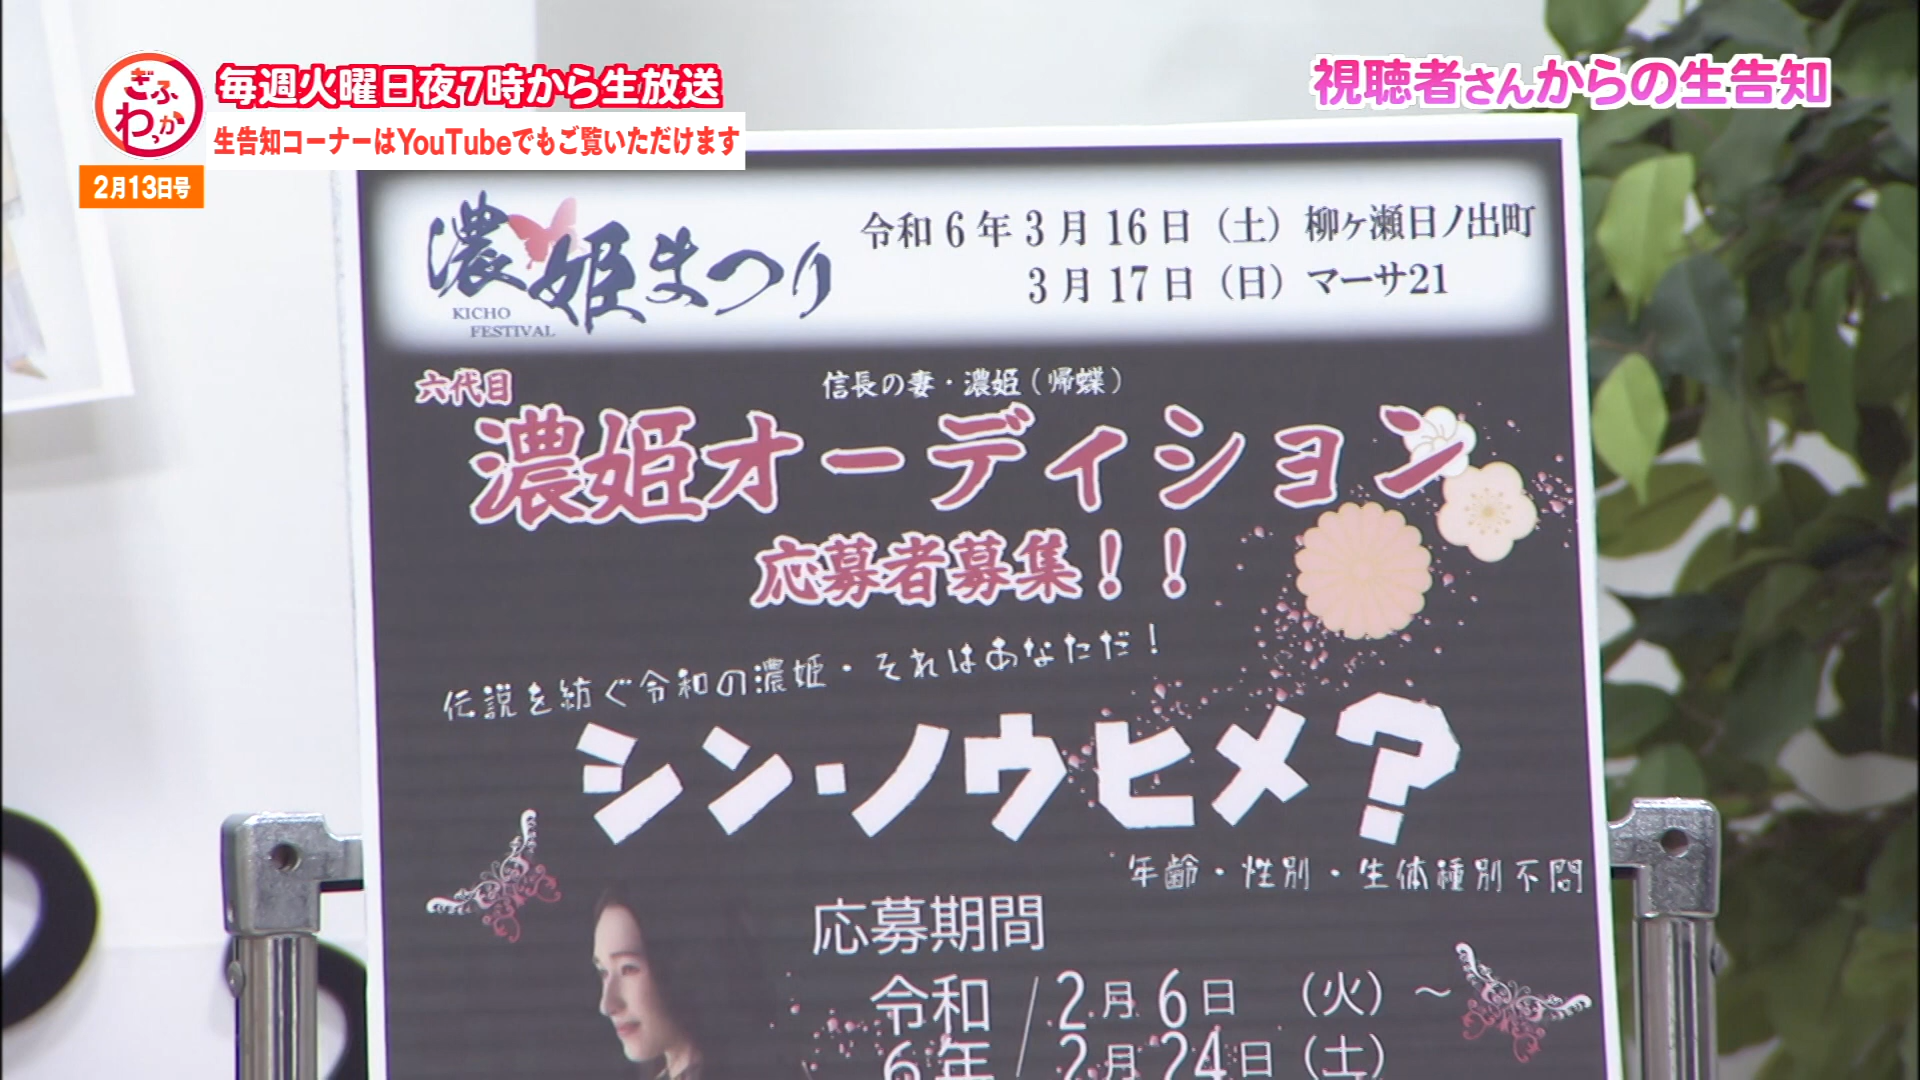 ぎふ
わっか
毎週火曜日夜7時から生放送
生告知コーナーはYouTubeでもご覧いただけます
2月13日号
視聴者さんからの生告知
濃姫まつり
KICHO
FESTIVAL
令和6年3月16日（土）柳ヶ瀬日ノ出町
3月17日（日）マーサ21
六代目
信長の妻・濃姫（帰蝶）
濃姫オーディション
応募者募集！！
伝説を紡ぐ令和の濃姫・それはあなただ！
シン・ノウヒメ？
年齢・性別・生体種別不問
応募期間
令和/2月6日（火）～
6年/2月24日（土）